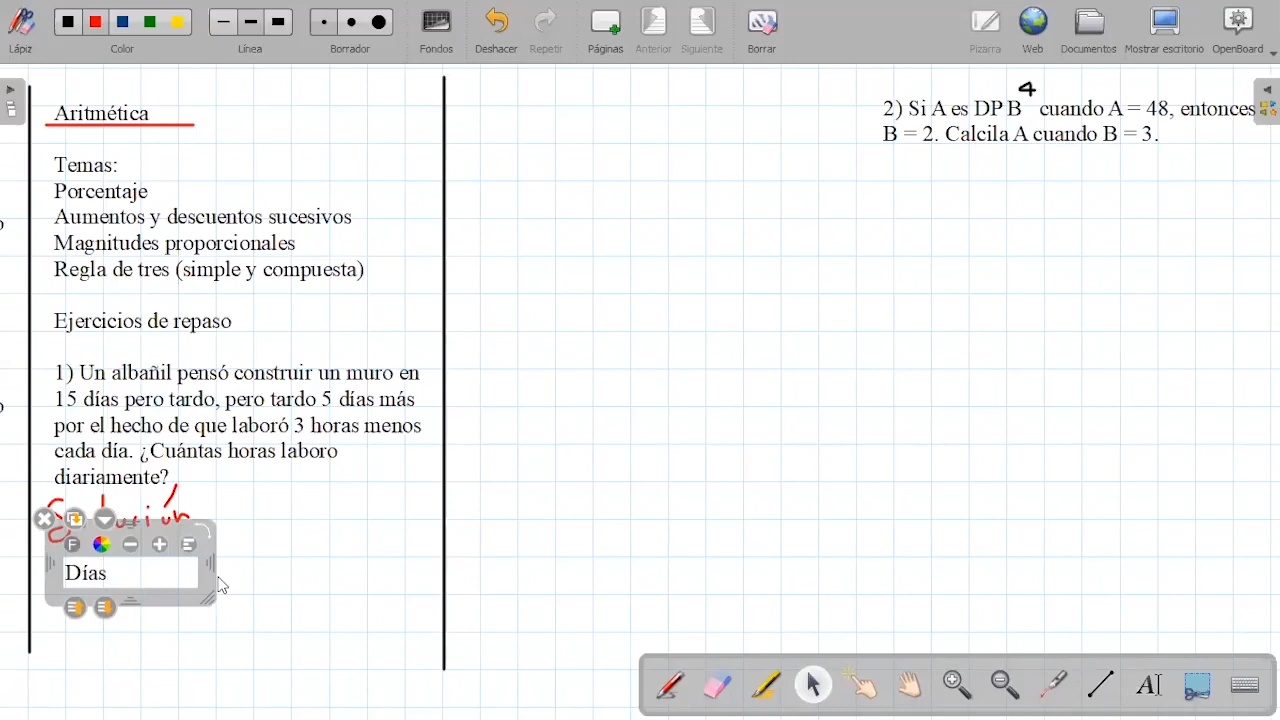 Lápiz
Color
Línea
Borrador
Fondos
Deshacer
Repetir
Páginas
Anterior
Siguiente
Borrar
Pizarra
Web
Documentos
Mostrar escritorio
OpenBoard
Aritmética
Temas:
Porcentaje
Aumentos y descuentos sucesivos
Magnitudes proporcionales
Regla de tres (simple y compuesta)
Ejercicios de repaso
1) Un albañil pensó construir un muro en
15 días pero tardo, pero tardo 5 días más
por el hecho de que laboró 3 horas menos
cada día. ¿Cuántas horas laboro
diariamente?
F
Días
2) Si A es DP B⁴ cuando A = 48, entonces
B = 2. Calcila A cuando B = 3.